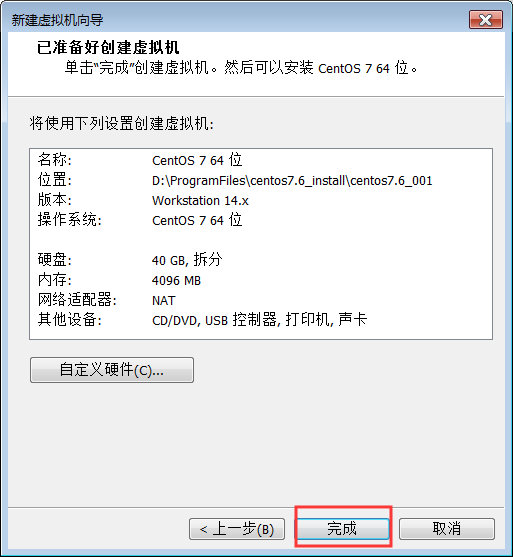 新建虚拟机向导
已准备好创建虚拟机
单击“完成”创建虚拟机。然后可以安装 CentOS 7 64 位。
将使用下列设置创建虚拟机:
名称: CentOS 7 64 位
位置: D:\ProgramFiles\centos7.6_install\centos7.6_001
版本: Workstation 14.x
操作系统: CentOS 7 64 位
硬盘: 40 GB, 拆分
内存: 4096 MB
网络适配器: NAT
其他设备: CD/DVD, USB 控制器, 打印机, 声卡
自定义硬件(C)...
< 上一步(B) 完成 取消